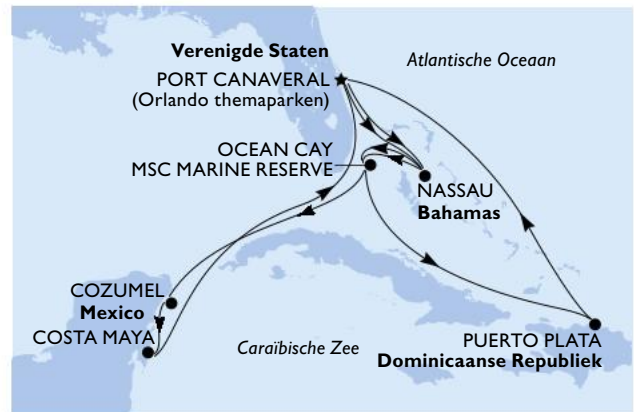 Verenigde Staten
PORT CANAVERAL
(Orlando themaparken)
Atlantische Oceaan
OCEAN CAY
MSC MARINE RESERVE
NASSAU
Bahamas
COZUMEL
Mexico
COSTA MAYA
Caraïbische Zee
PUERTO PLATA
Dominicaanse Republiek